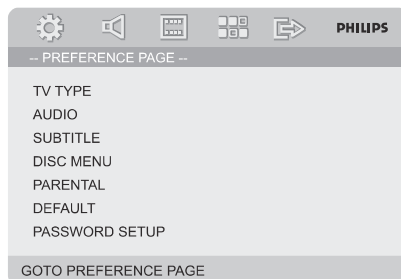 PHILIPS
-- PREFERENCE PAGE --
TV TYPE
AUDIO
SUBTITLE
DISC MENU
PARENTAL
DEFAULT
PASSWORD SETUP
GOTO PREFERENCE PAGE